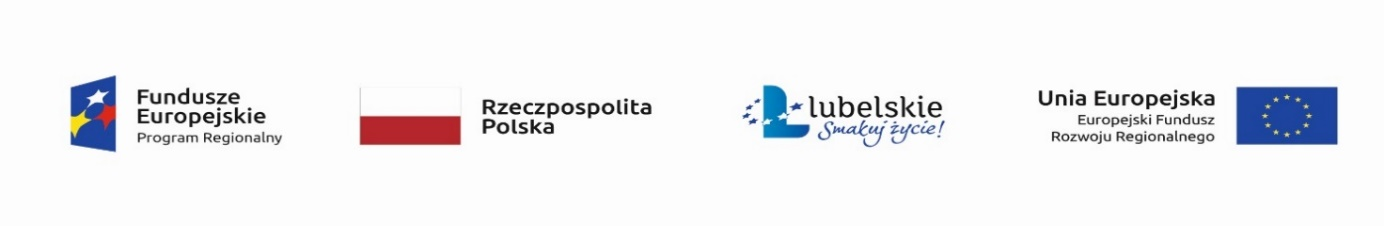 Fundusze
Europejskie
Program Regionalny
Rzeczpospolita
Polska
lubelskie
Smakuj życie!
Unia Europejska
Europejski Fundusz
Rozwoju Regionalnego